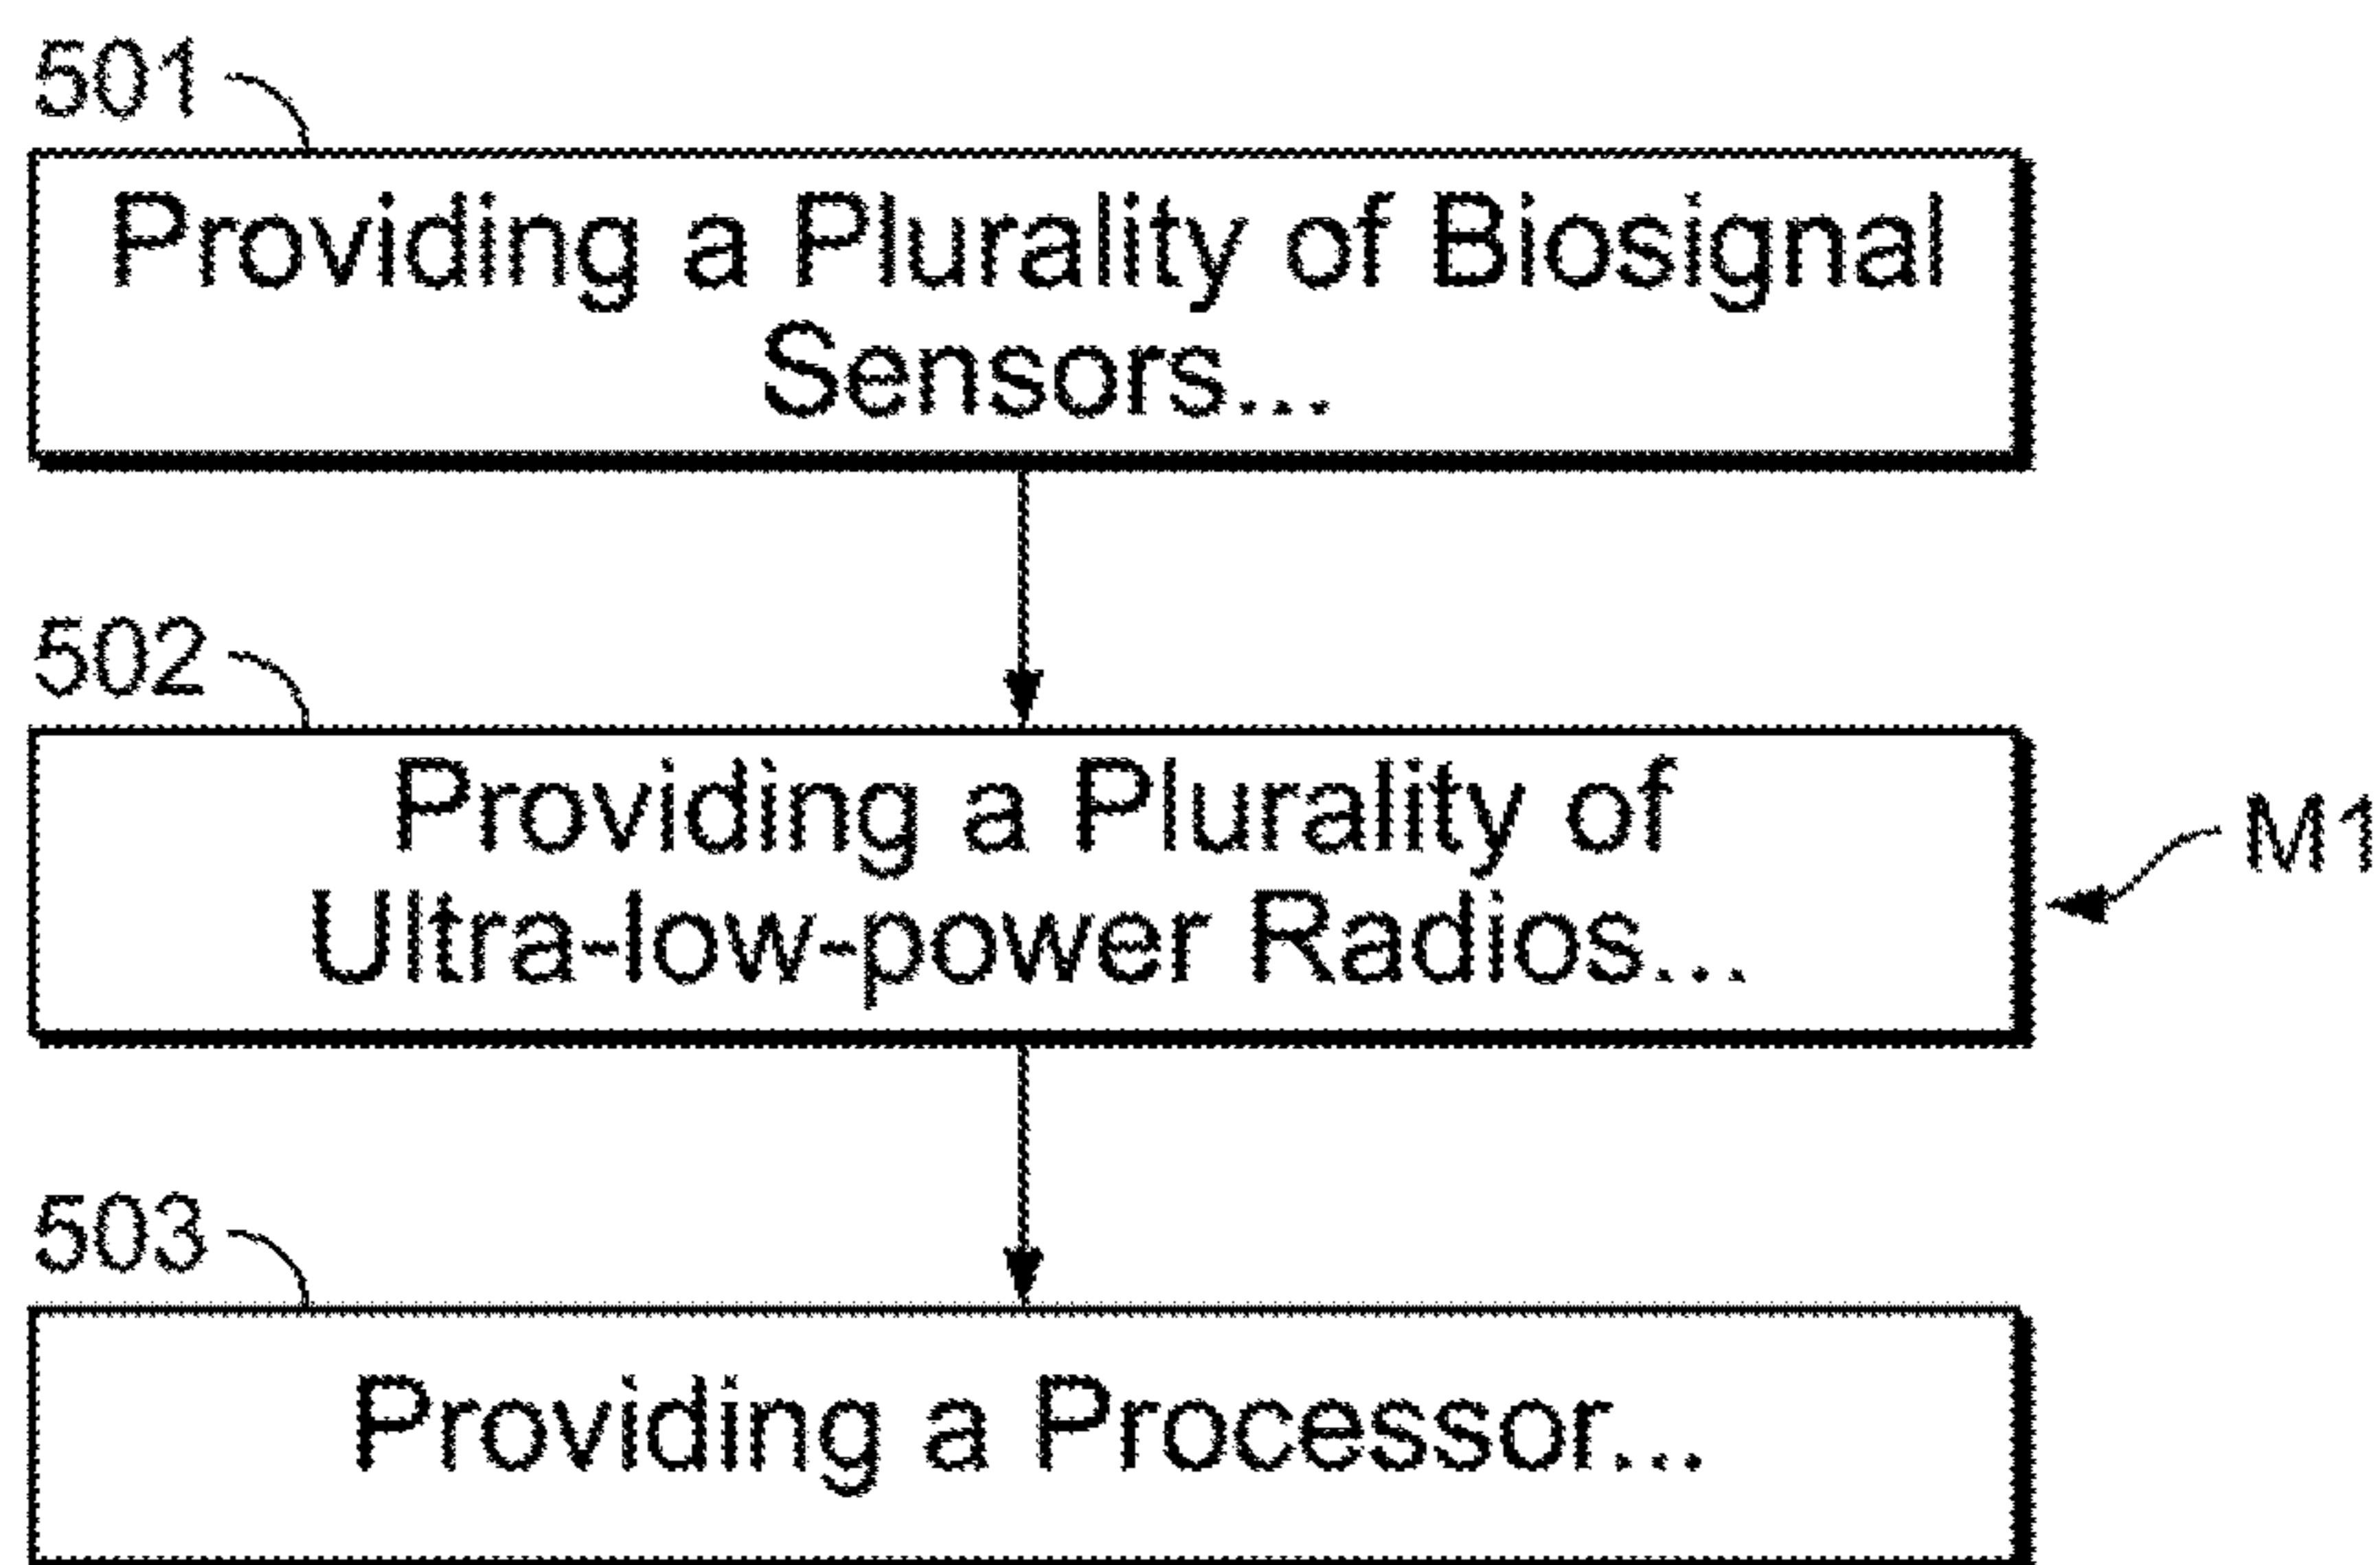 501
Providing a Plurality of Biosignal
Sensors...
502
Providing a Plurality of
Ultra-low-power Radios...
M1
503
Providing a Processor...